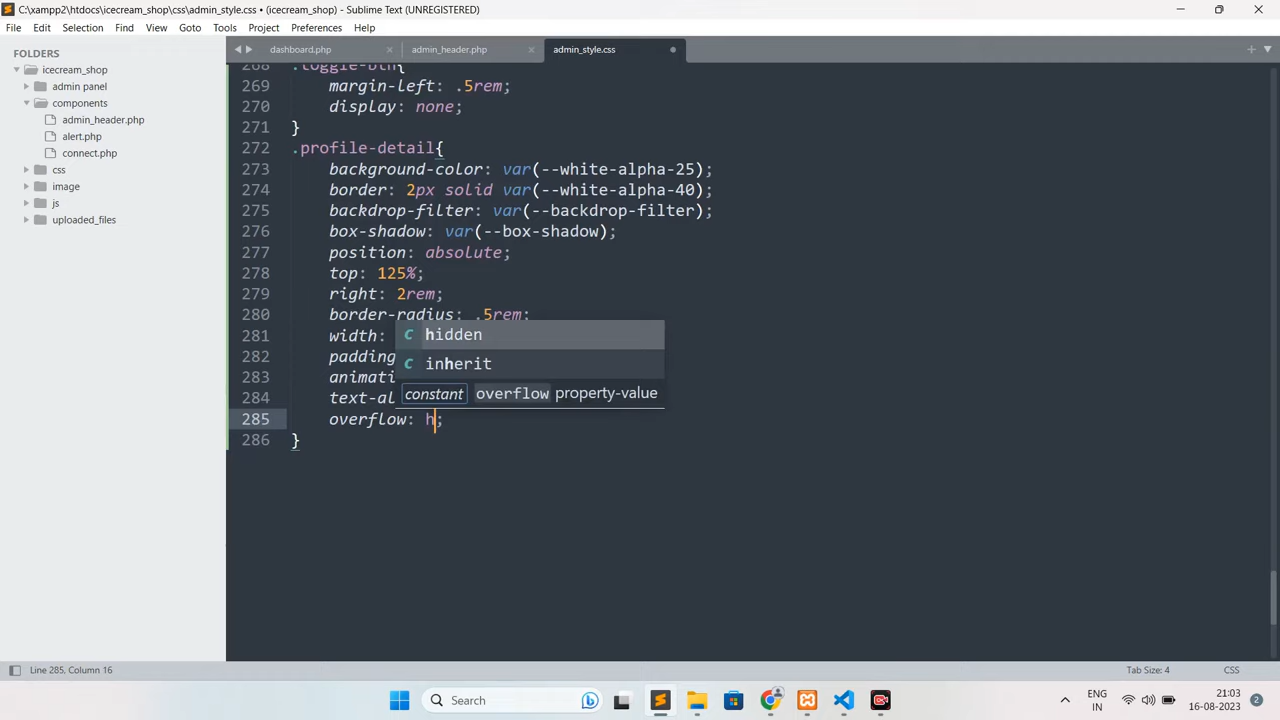 C:\xampp2\htdocs\icecream_shop\css\admin_style.css • (icecream_shop) - Sublime Text (UNREGISTERED)
File Edit Selection Find View Goto Tools Project Preferences Help
FOLDERS
icecream_shop
admin panel
components
admin_header.php
alert.php
connect.php
css
image
js
uploaded_files
dashboard.php admin_header.php admin_style.css
268 .toggle-btn{
269 margin-left: .5rem;
270 display: none;
271 }
272 .profile-detail{
273 background-color: var(--white-alpha-25);
274 border: 2px solid var(--white-alpha-40);
275 backdrop-filter: var(--backdrop-filter);
276 box-shadow: var(--box-shadow);
277 position: absolute;
278 top: 125%;
279 right: 2rem;
280 border-radius: .5rem;
281 width:
282 padding
283 animati
284 text-al
285 overflow: h;
286 }
hidden
inherit
constant overflow property-value
Line 285, Column 16 Tab Size: 4 CSS
Search
ENG
IN
21:03
16-08-2023
2